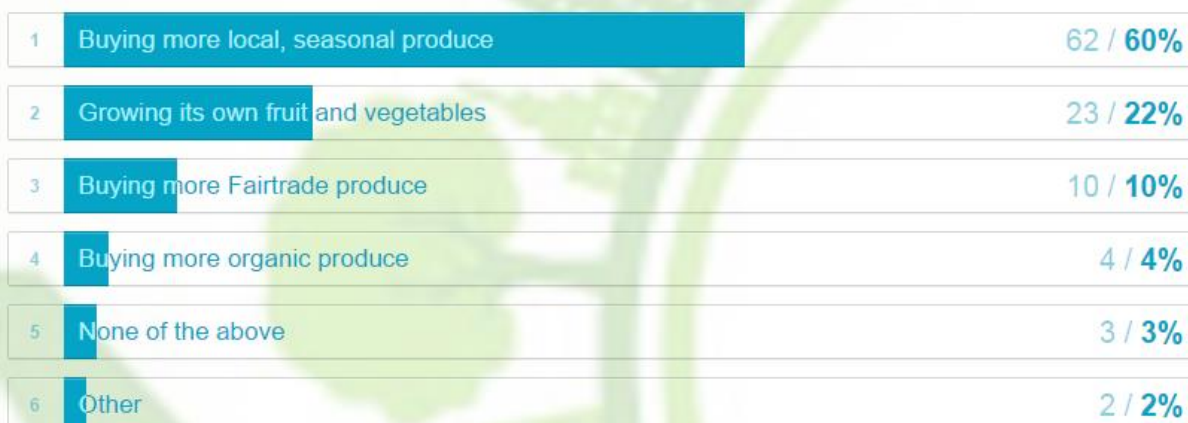 1 Buying more local, seasonal produce 62 / 60%
2 Growing its own fruit and vegetables 23 / 22%
3 Buying more Fairtrade produce 10 / 10%
4 Buying more organic produce 4 / 4%
5 None of the above 3 / 3%
6 Other 2 / 2%